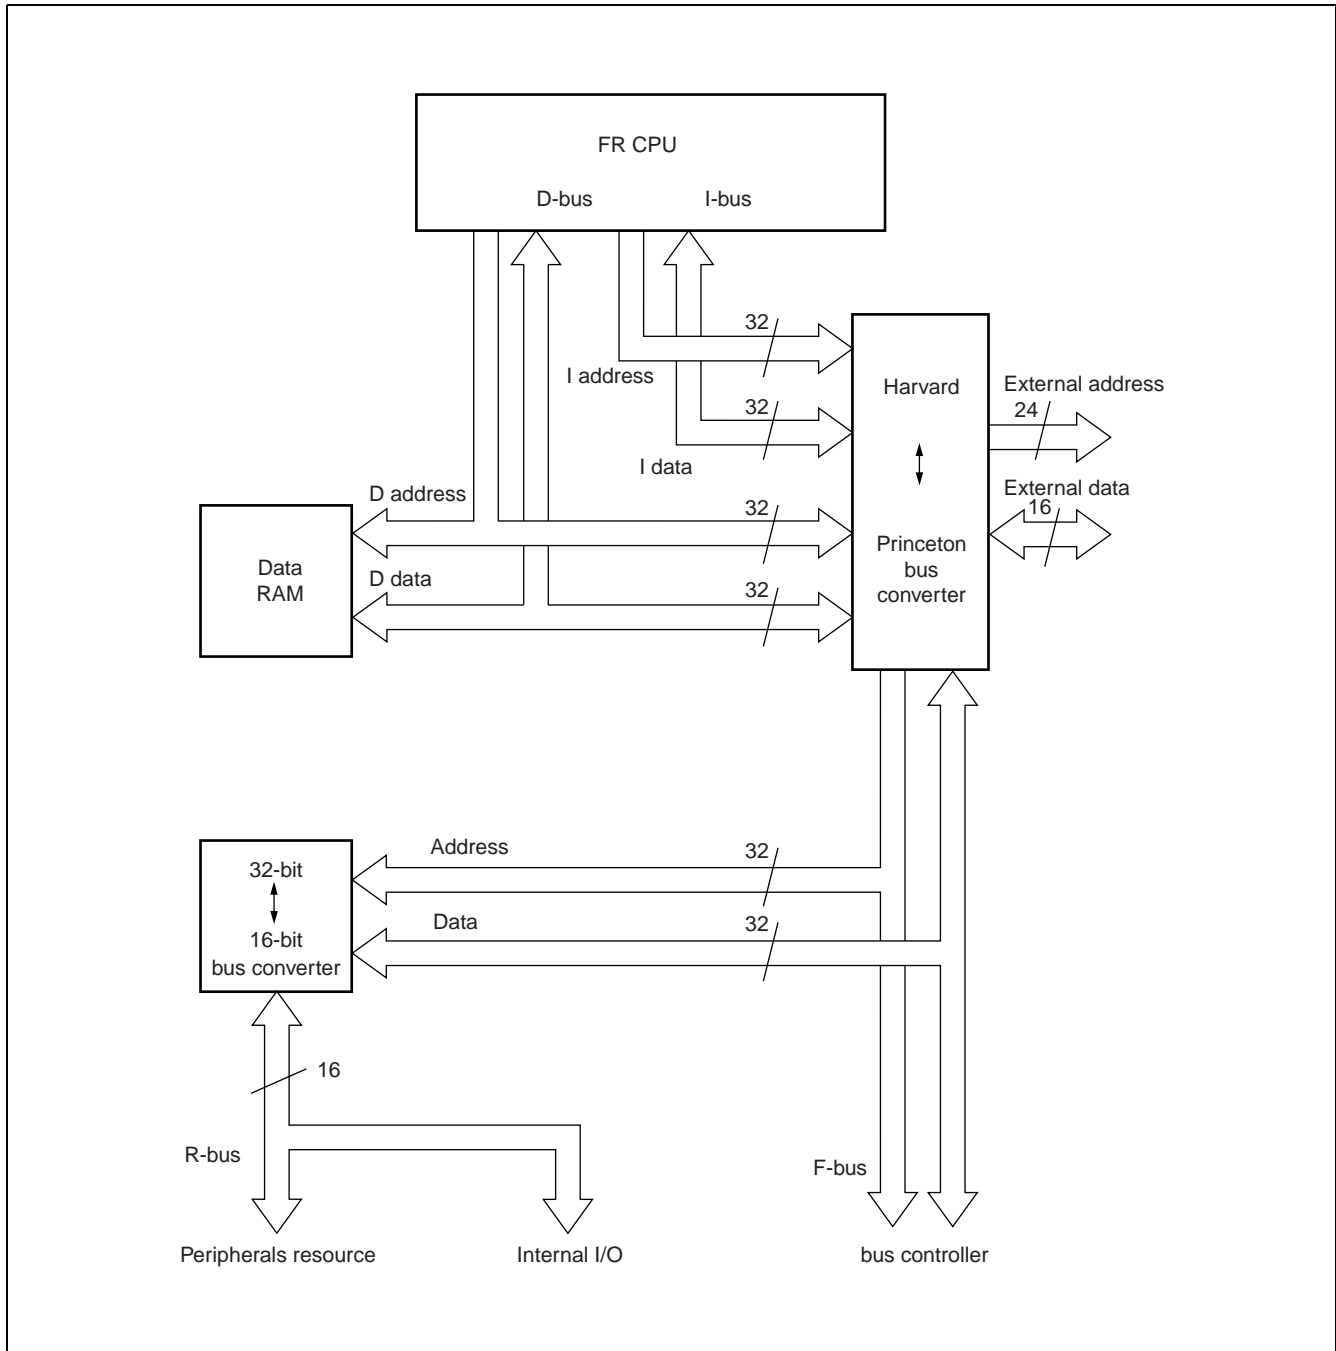 FR CPU
D-bus
I-bus
32
I address
Harvard
External address
24
32
I data
External data
16
D address
32
Princeton
bus
converter
Data
RAM
D data
32
Address
32
32-bit
16-bit
bus converter
Data
32
16
R-bus
F-bus
Peripherals resource
Internal I/O
bus controller